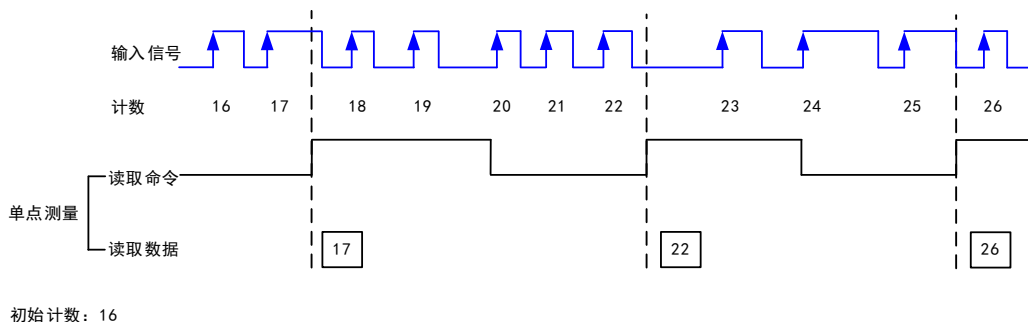 输入信号
计数 16 17 18 19 20 21 22 23 24 25 26
读取命令
单点测量
读取数据 17 22 26
初始计数: 16